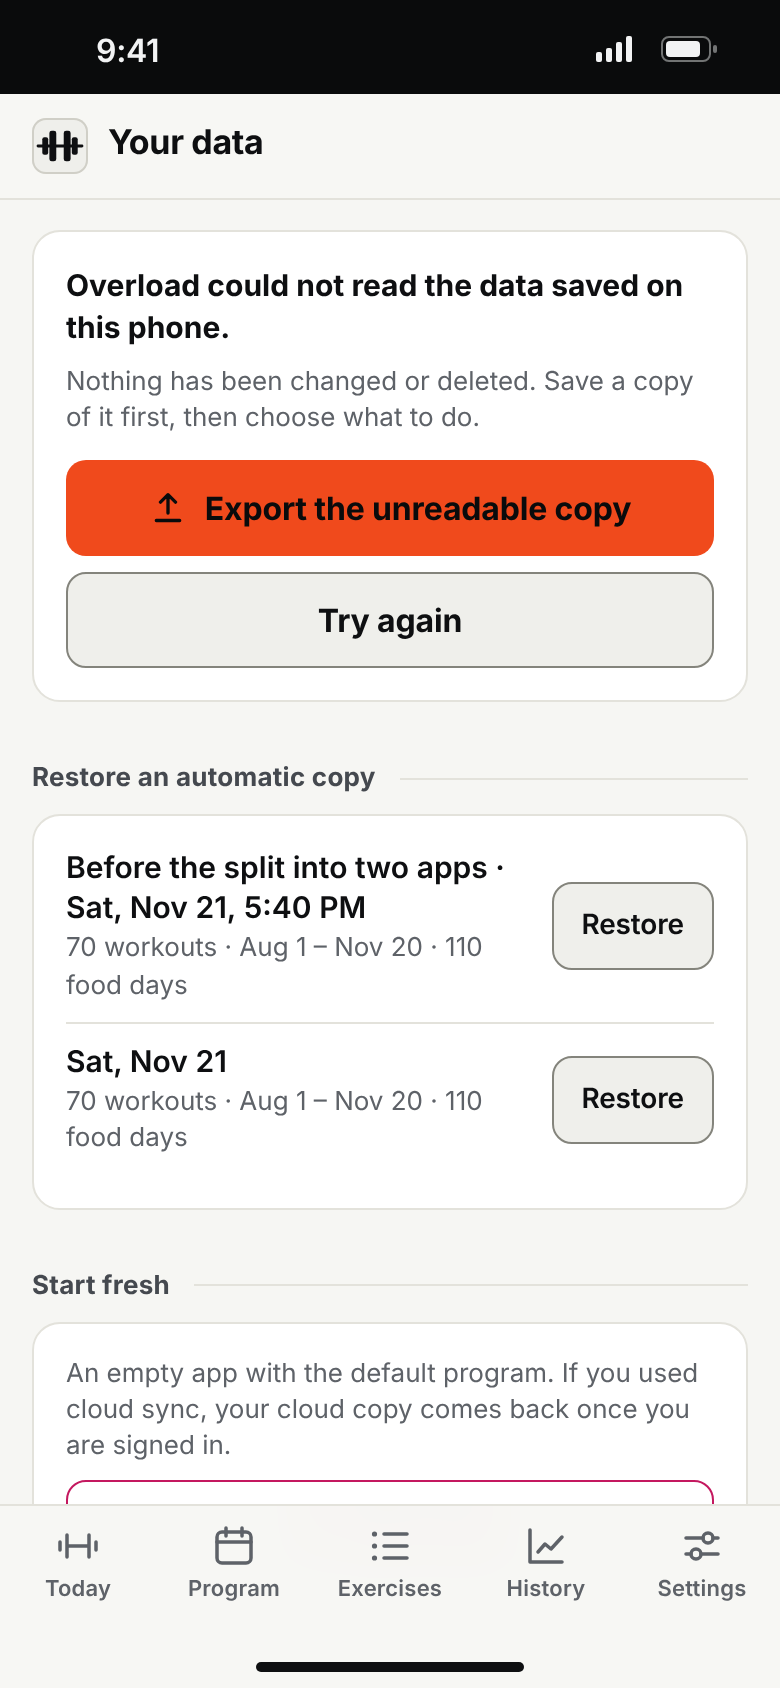 9:41
Your data
Overload could not read the data saved on
this phone.
Nothing has been changed or deleted. Save a copy
of it first, then choose what to do.
Export the unreadable copy
Try again
Restore an automatic copy
Before the split into two apps ·
Sat, Nov 21, 5:40 PM
70 workouts · Aug 1 – Nov 20 · 110
food days
Restore
Sat, Nov 21
70 workouts · Aug 1 – Nov 20 · 110
food days
Restore
Start fresh
An empty app with the default program. If you used
cloud sync, your cloud copy comes back once you
are signed in.
Today
Program
Exercises
History
Settings